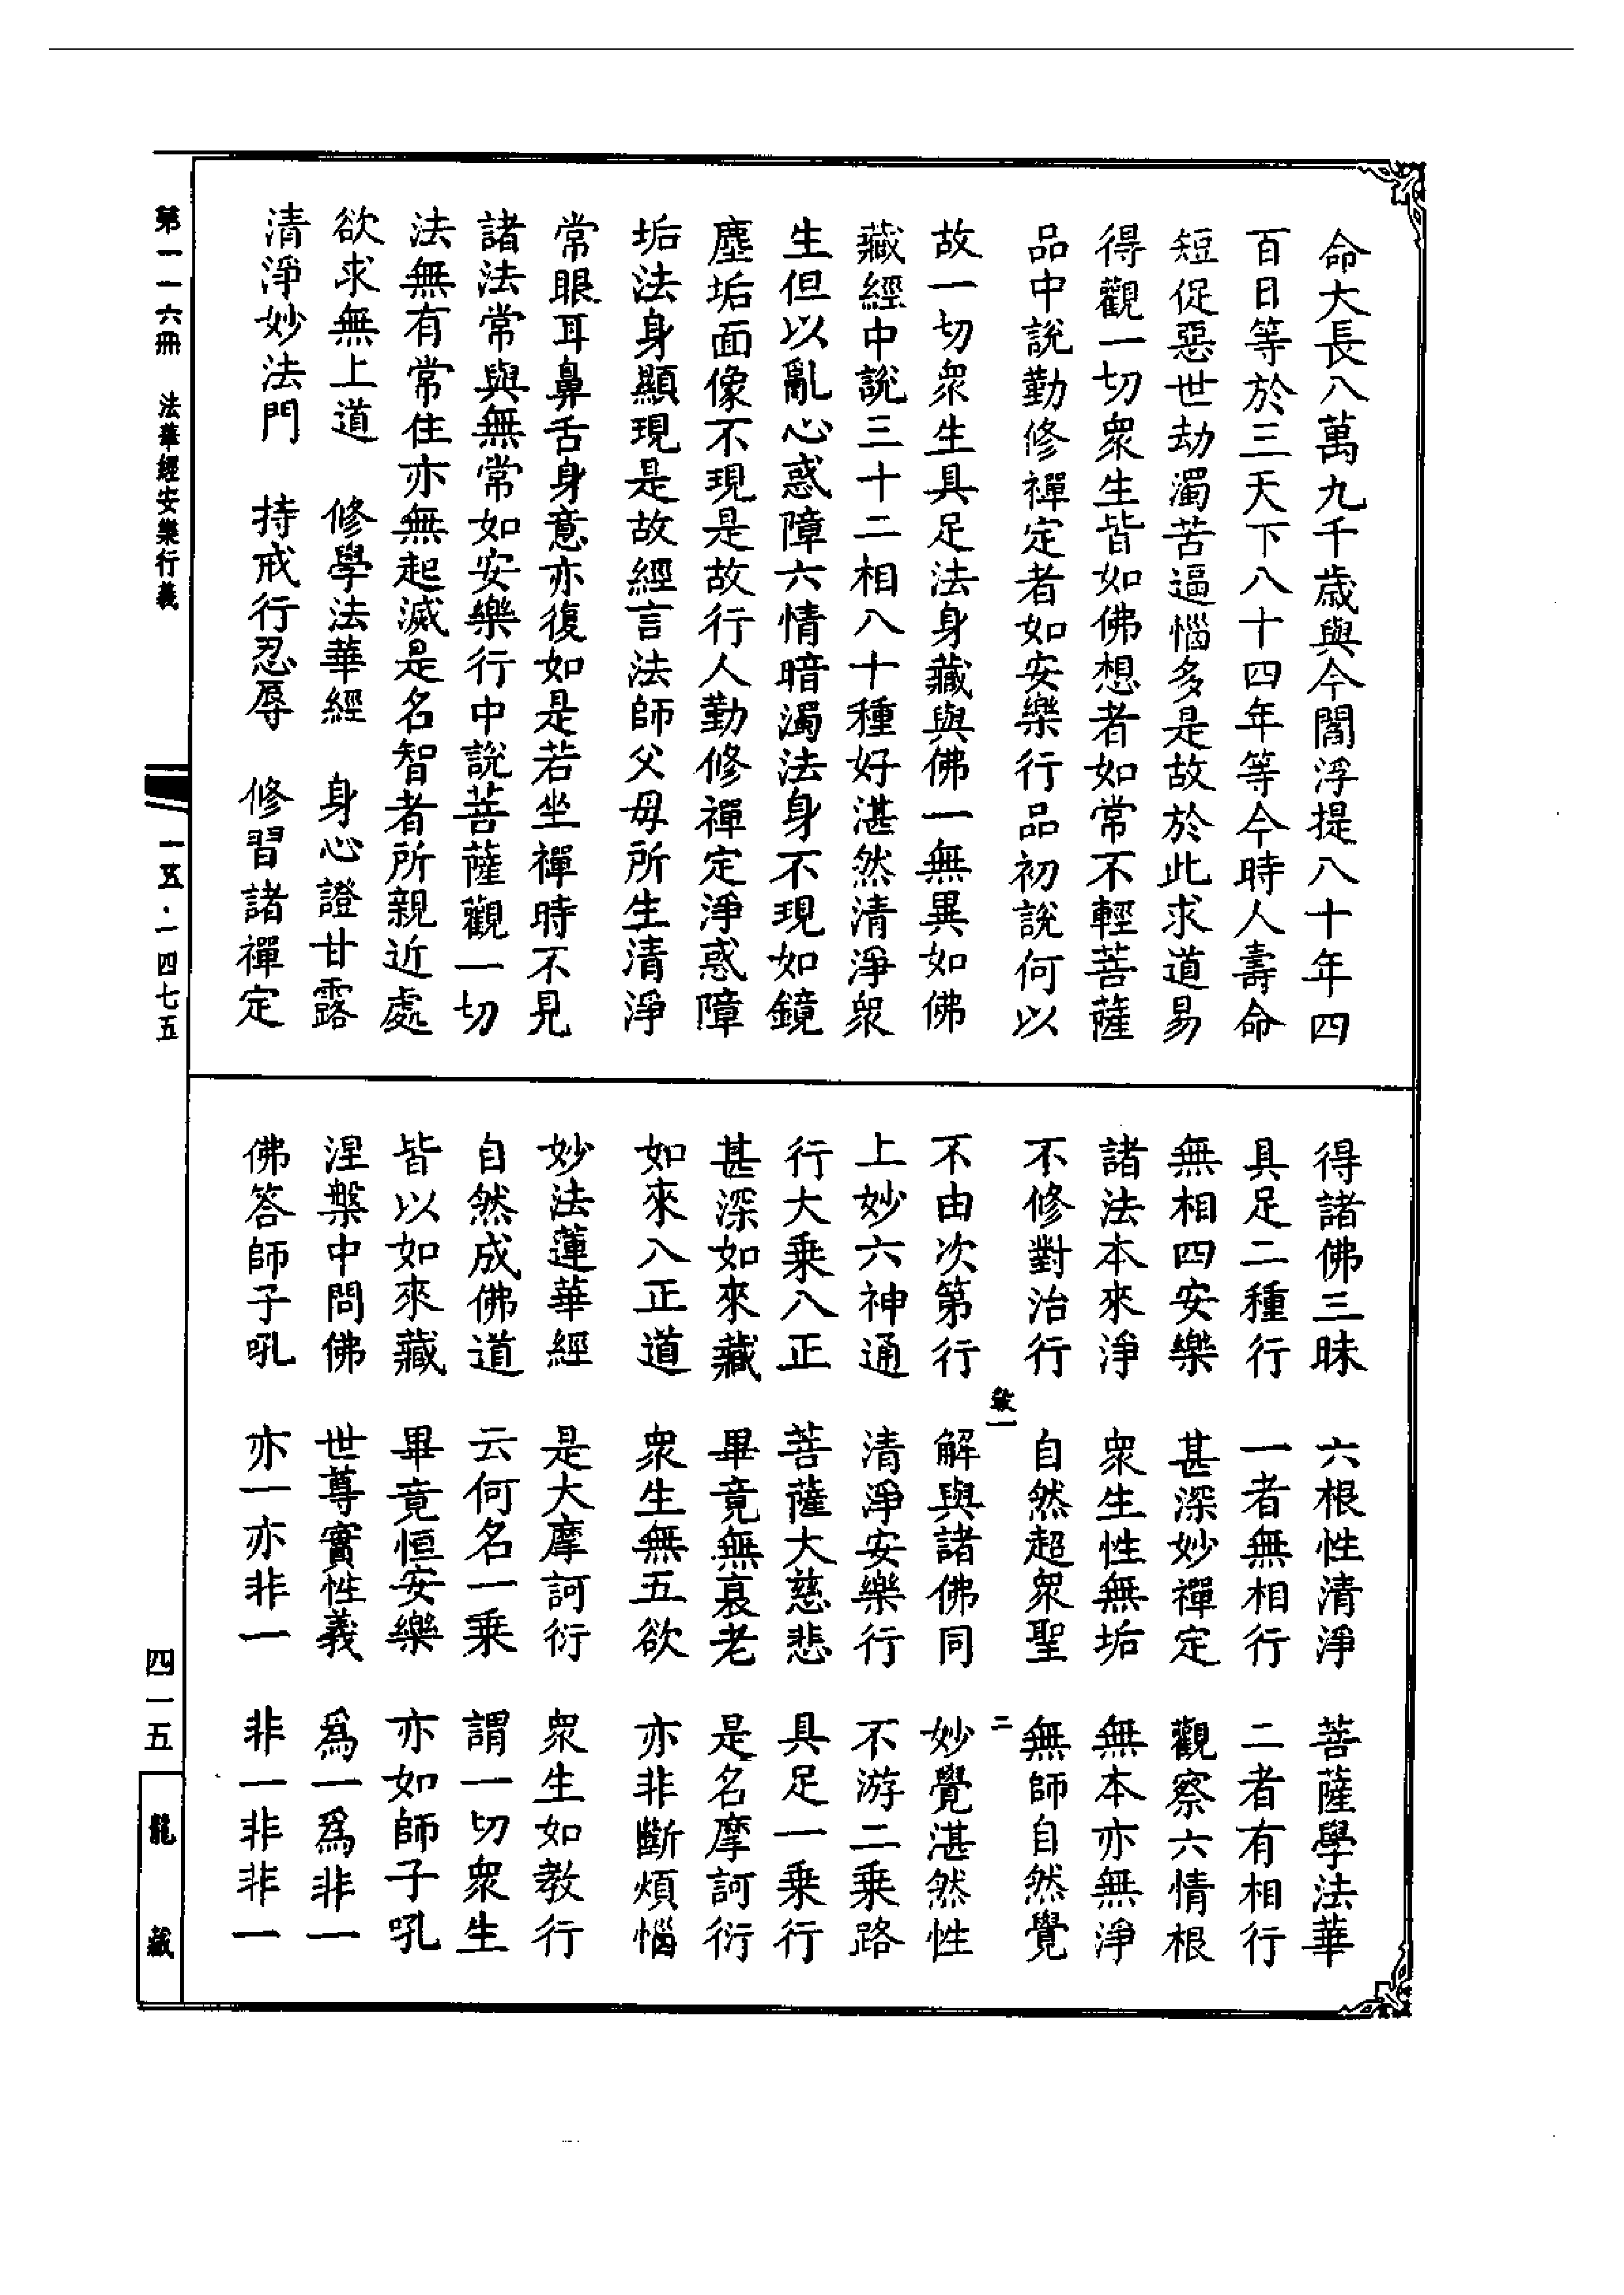 命大長八萬九千歲與今閻浮提八十年四
百日等於三天下八十四年等今時人壽命
短促惡世劫濁苦逼惱多是故於此求道易
得觀一切衆生皆如佛想者如常不輕菩薩
品中說勤修禪定者如安樂行品初說何以
故一切衆生具足法身藏與佛一無異如佛
藏經中說三十二相八十種好湛然清淨衆
生但以亂心惑障六情暗濁法身不現如鏡
塵垢面像不現是故行人勤修禪定淨惑障
垢法身顯現是故經言法師父母所生清淨
常眼耳鼻舌身意亦復如是若坐禪時不見
諸法常與無常如安樂行中說菩薩觀一切
法無有常住亦無起滅是名智者所親近處
欲求無上道 修學法華經 身心證甘露
清淨妙法門 持戒行忍辱 修習諸禪定
得諸佛三昧 六根性清淨 菩薩學法華
具足二種行 一者無相行 二者有相行
無相四安樂 甚深妙禪定 觀察六情根
諸法本來淨 衆生性無垢 無本亦無淨
不修對治行 自然超衆聖 無師自然覺
不由次第行 解與諸佛同 妙覺湛然性
上妙六神通 清淨安樂行 不游二乘路
行大乘八正 菩薩大慈悲 具足一乘行
甚深如來藏 畢竟無衰老 是名摩訶衍
如來八正道 衆生無五欲 亦非斷煩惱
妙法蓮華經 是大摩訶衍 衆生如教行
自然成佛道 云何名一乘 謂一切衆生
皆以如來藏 畢竟恒安樂 亦如師子吼
涅槃中問佛 世尊實性義 爲一爲非一
佛答師子吼 亦一亦非一 非一非非一
二
第一一六冊 法華經安樂行義
一五·一四七五
四一五
龍藏